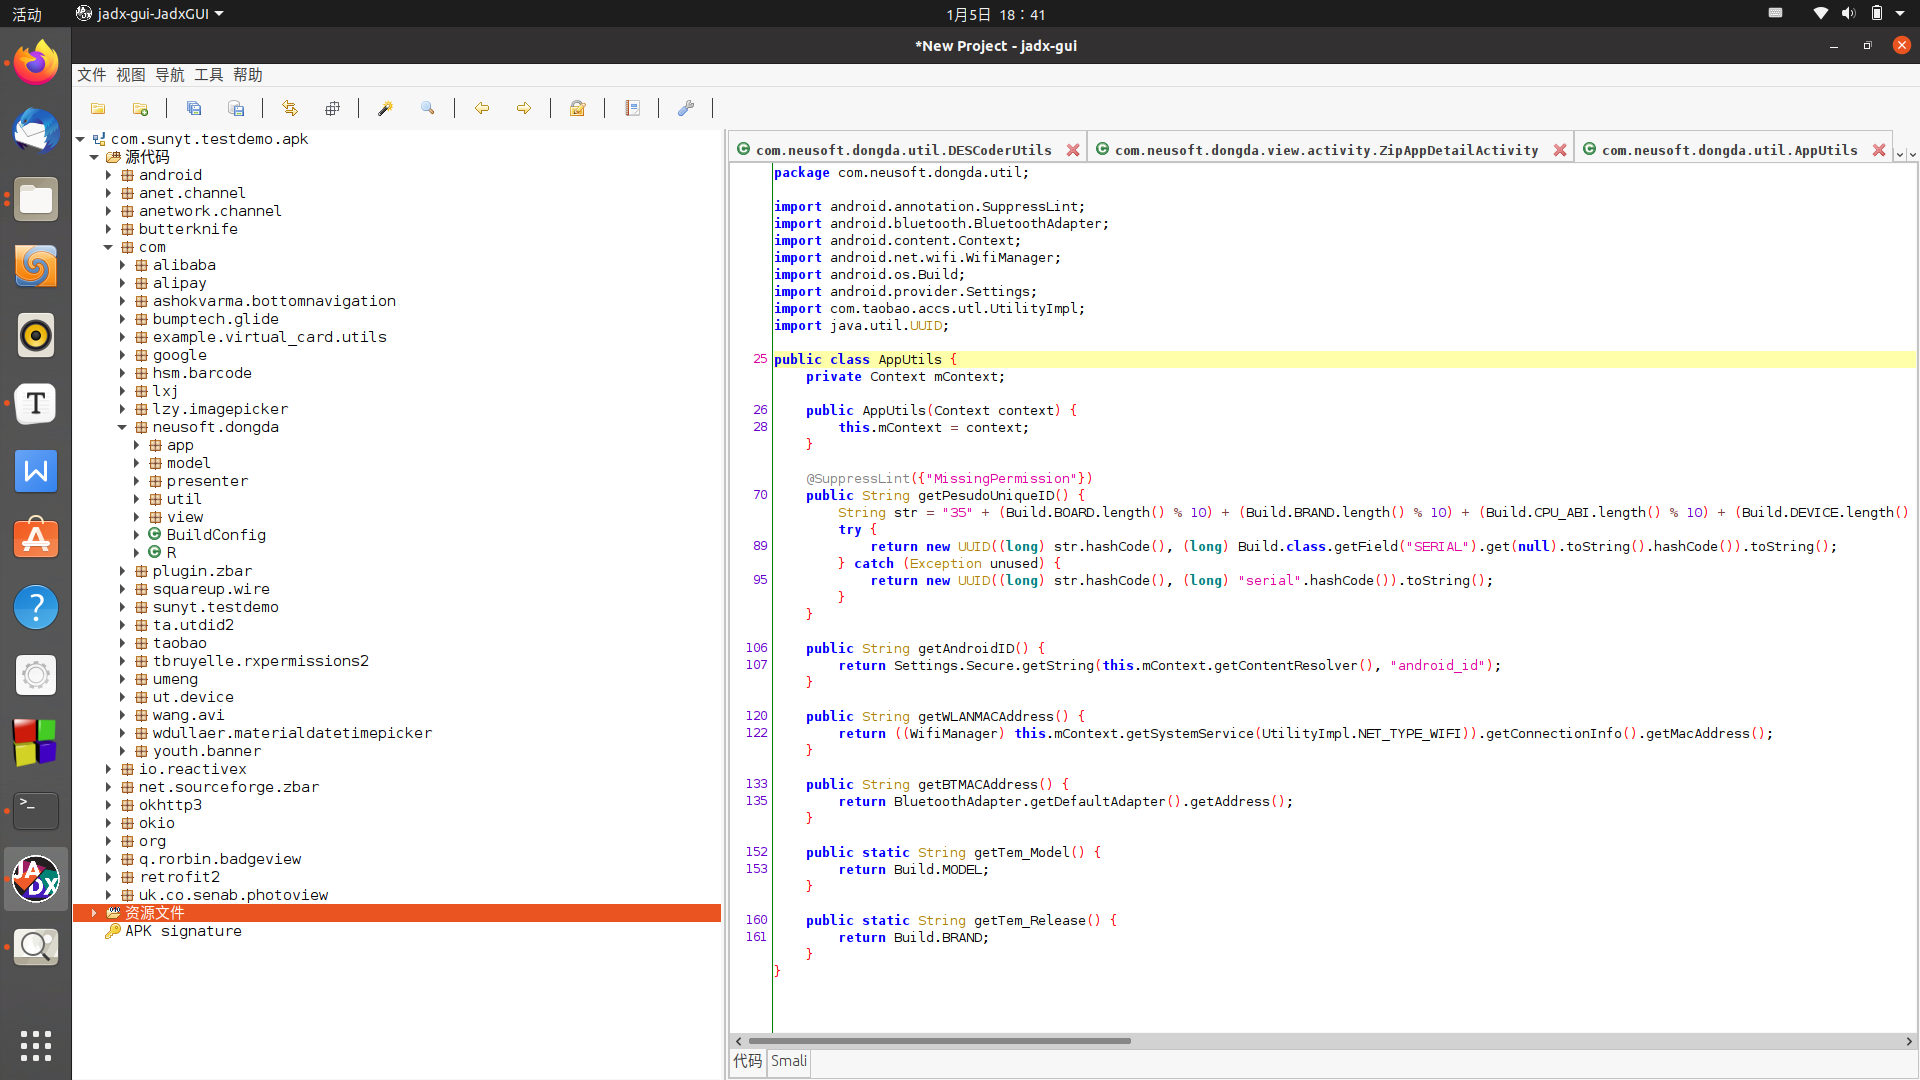 活动
jadx-gui-JadxGUI
1月5日 18：41
*New Project - jadx-gui
文件 视图 导航 工具 帮助
com.sunyt.testdemo.apk
源代码
android
anet.channel
anetwork.channel
butterknife
com
alibaba
alipay
ashokvarma.bottomnavigation
bumptech.glide
example.virtual_card.utils
google
hsm.barcode
lxj
lzy.imagepicker
neusoft.dongda
app
model
presenter
util
view
BuildConfig
R
plugin.zbar
squareup.wire
sunyt.testdemo
ta.utdid2
taobao
tbruyelle.rxpermissions2
umeng
ut.device
wang.avi
wdullaer.materialdatetimepicker
youth.banner
io.reactivex
net.sourceforge.zbar
okhttp3
okio
org
q.rorbin.badgeview
retrofit2
uk.co.senab.photoview
资源文件
APK signature
com.neusoft.dongda.util.DESCoderUtils
com.neusoft.dongda.view.activity.ZipAppDetailActivity
com.neusoft.dongda.util.AppUtils
package com.neusoft.dongda.util;
import android.annotation.SuppressLint;
import android.bluetooth.BluetoothAdapter;
import android.content.Context;
import android.net.wifi.WifiManager;
import android.os.Build;
import android.provider.Settings;
import com.taobao.accs.utl.UtilityImpl;
import java.util.UUID;
25 public class AppUtils {
private Context mContext;
26 public AppUtils(Context context) {
28 this.mContext = context;
}
@SuppressLint({"MissingPermission"})
70 public String getPesudoUniqueID() {
String str = "35" + (Build.BOARD.length() % 10) + (Build.BRAND.length() % 10) + (Build.CPU_ABI.length() % 10) + (Build.DEVICE.length()
try {
89 return new UUID((long) str.hashCode(), (long) Build.class.getField("SERIAL").get(null).toString().hashCode()).toString();
} catch (Exception unused) {
95 return new UUID((long) str.hashCode(), (long) "serial".hashCode()).toString();
}
}
106 public String getAndroidID() {
107 return Settings.Secure.getString(this.mContext.getContentResolver(), "android_id");
}
120 public String getWLANMACAddress() {
122 return ((WifiManager) this.mContext.getSystemService(UtilityImpl.NET_TYPE_WIFI)).getConnectionInfo().getMacAddress();
}
133 public String getBTMACAddress() {
135 return BluetoothAdapter.getDefaultAdapter().getAddress();
}
152 public static String getTem_Model() {
153 return Build.MODEL;
}
160 public static String getTem_Release() {
161 return Build.BRAND;
}
}
代码 Smali